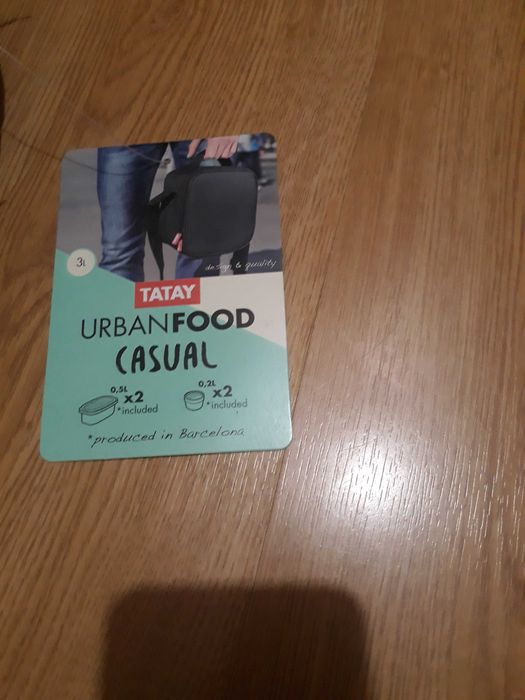 3L
design & quality
TATAY
URBANFOOD
CASUAL
0,5L x2 *included
0,2L x2 *included
*produced in Barcelona